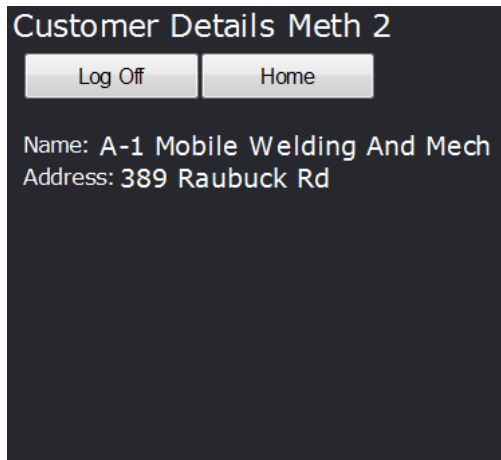 Customer Details Meth 2
Log Off Home
Name: A-1 Mobile Welding And Mech
Address: 389 Raubuck Rd